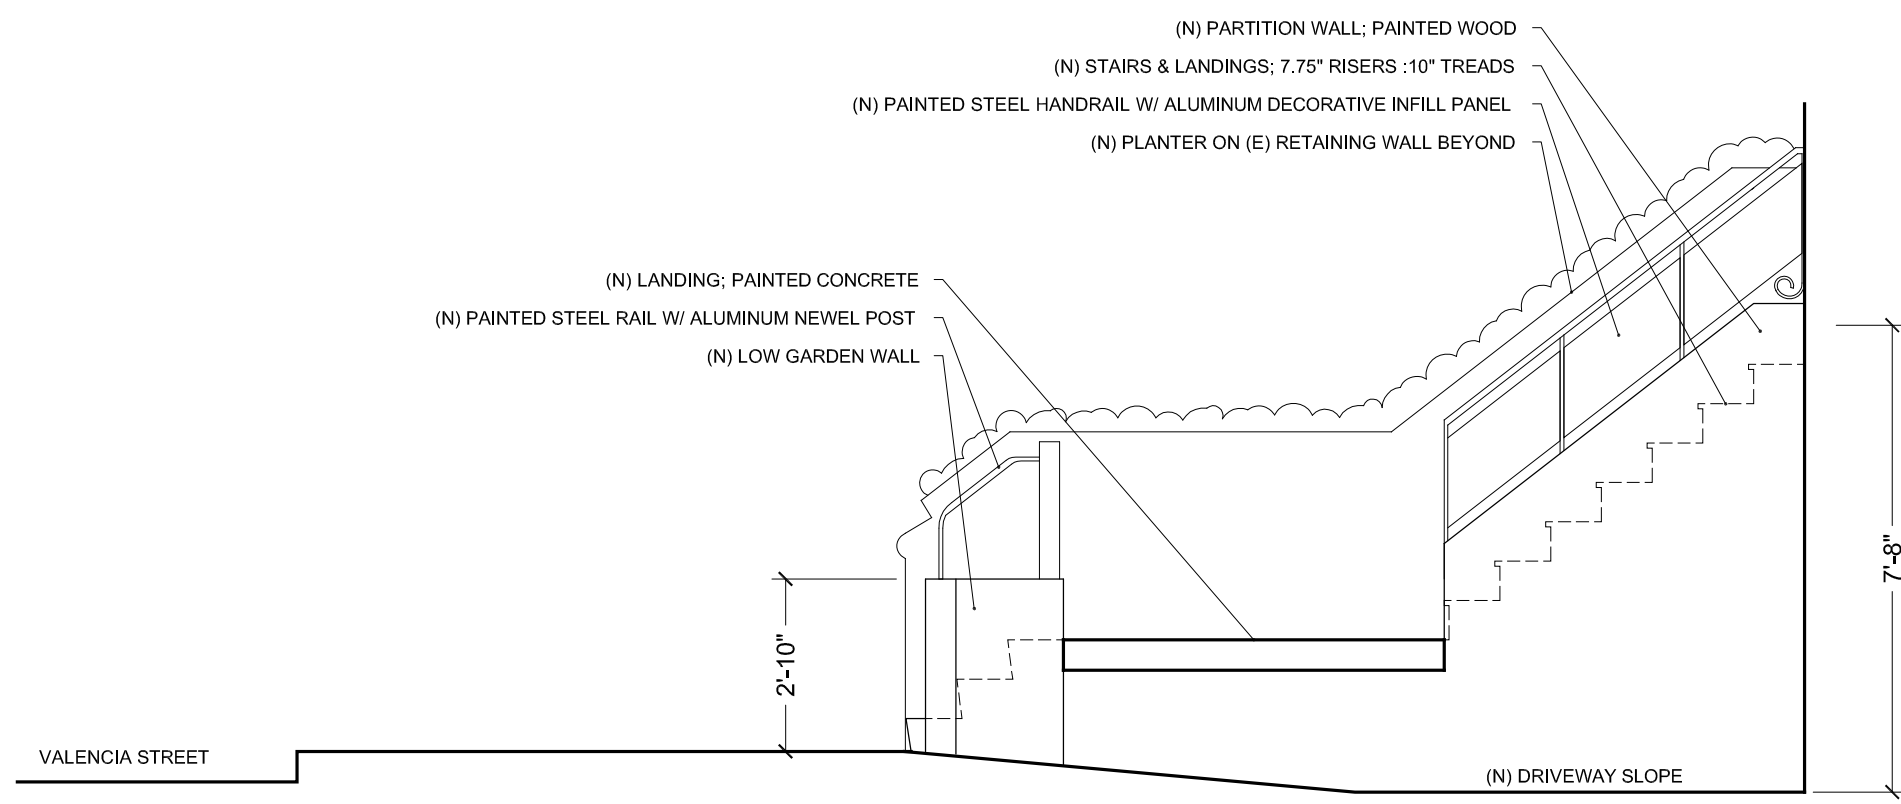 (N) PARTITION WALL; PAINTED WOOD
(N) STAIRS & LANDINGS; 7.75" RISERS :10" TREADS
(N) PAINTED STEEL HANDRAIL W/ ALUMINUM DECORATIVE INFILL PANEL
(N) PLANTER ON (E) RETAINING WALL BEYOND
(N) LANDING; PAINTED CONCRETE
(N) PAINTED STEEL RAIL W/ ALUMINUM NEWEL POST
(N) LOW GARDEN WALL
2'-10"
7'-8"
VALENCIA STREET
(N) DRIVEWAY SLOPE